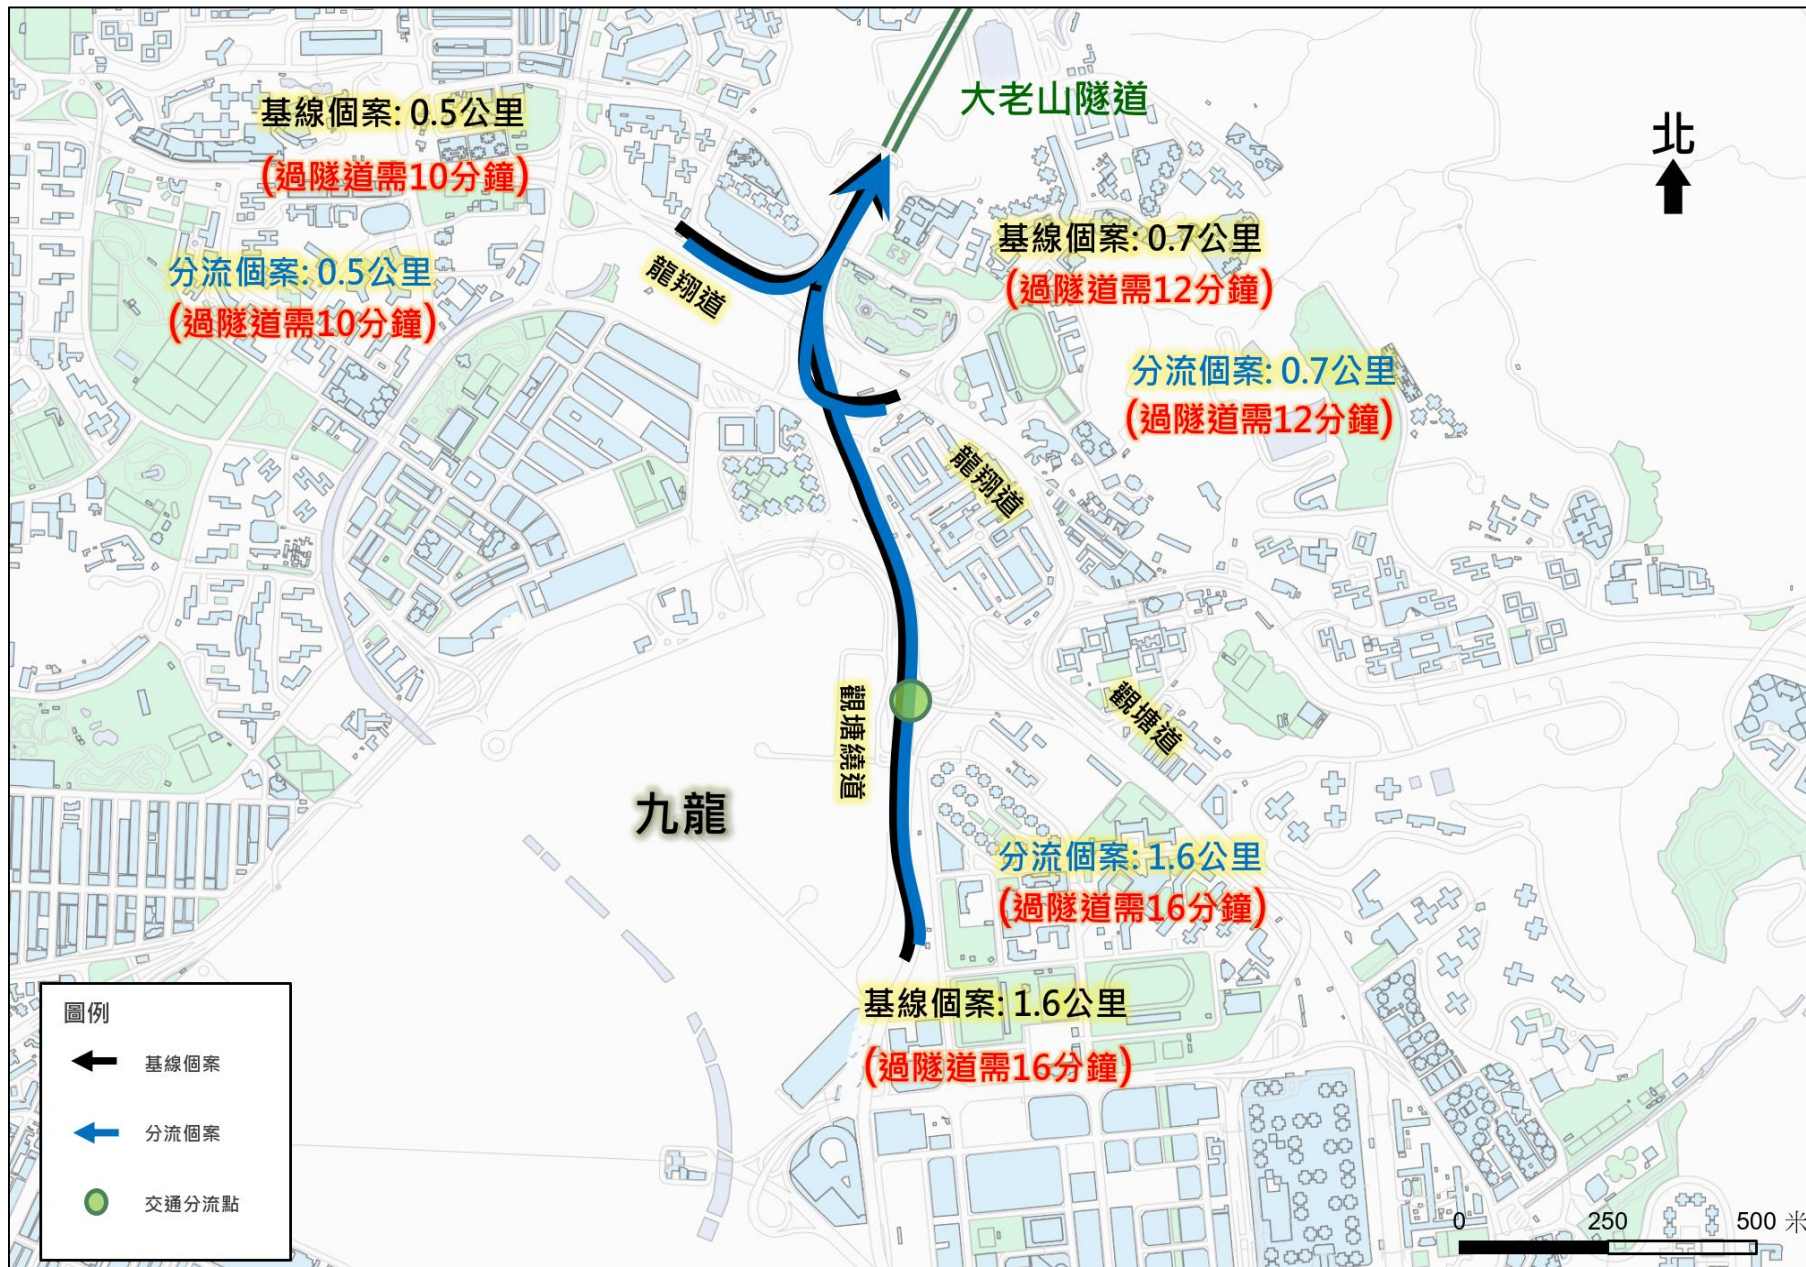 大老山隧道
基線個案: 0.5公里
(過隧道需10分鐘)
北
分流個案: 0.5公里
(過隧道需10分鐘)
龍翔道
基線個案: 0.7公里
(過隧道需12分鐘)
分流個案: 0.7公里
(過隧道需12分鐘)
龍翔道
觀塘繞道
觀塘道
九龍
分流個案: 1.6公里
(過隧道需16分鐘)
基線個案: 1.6公里
(過隧道需16分鐘)
圖例
基線個案
分流個案
交通分流點
0 250 500 米